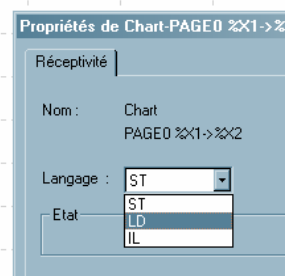 Propriétés de Chart-PAGE0 %X1->%
Réceptivité
Nom : Chart
PAGE0 %X1->%X2
Langage : ST
ST
LD
IL
Etat